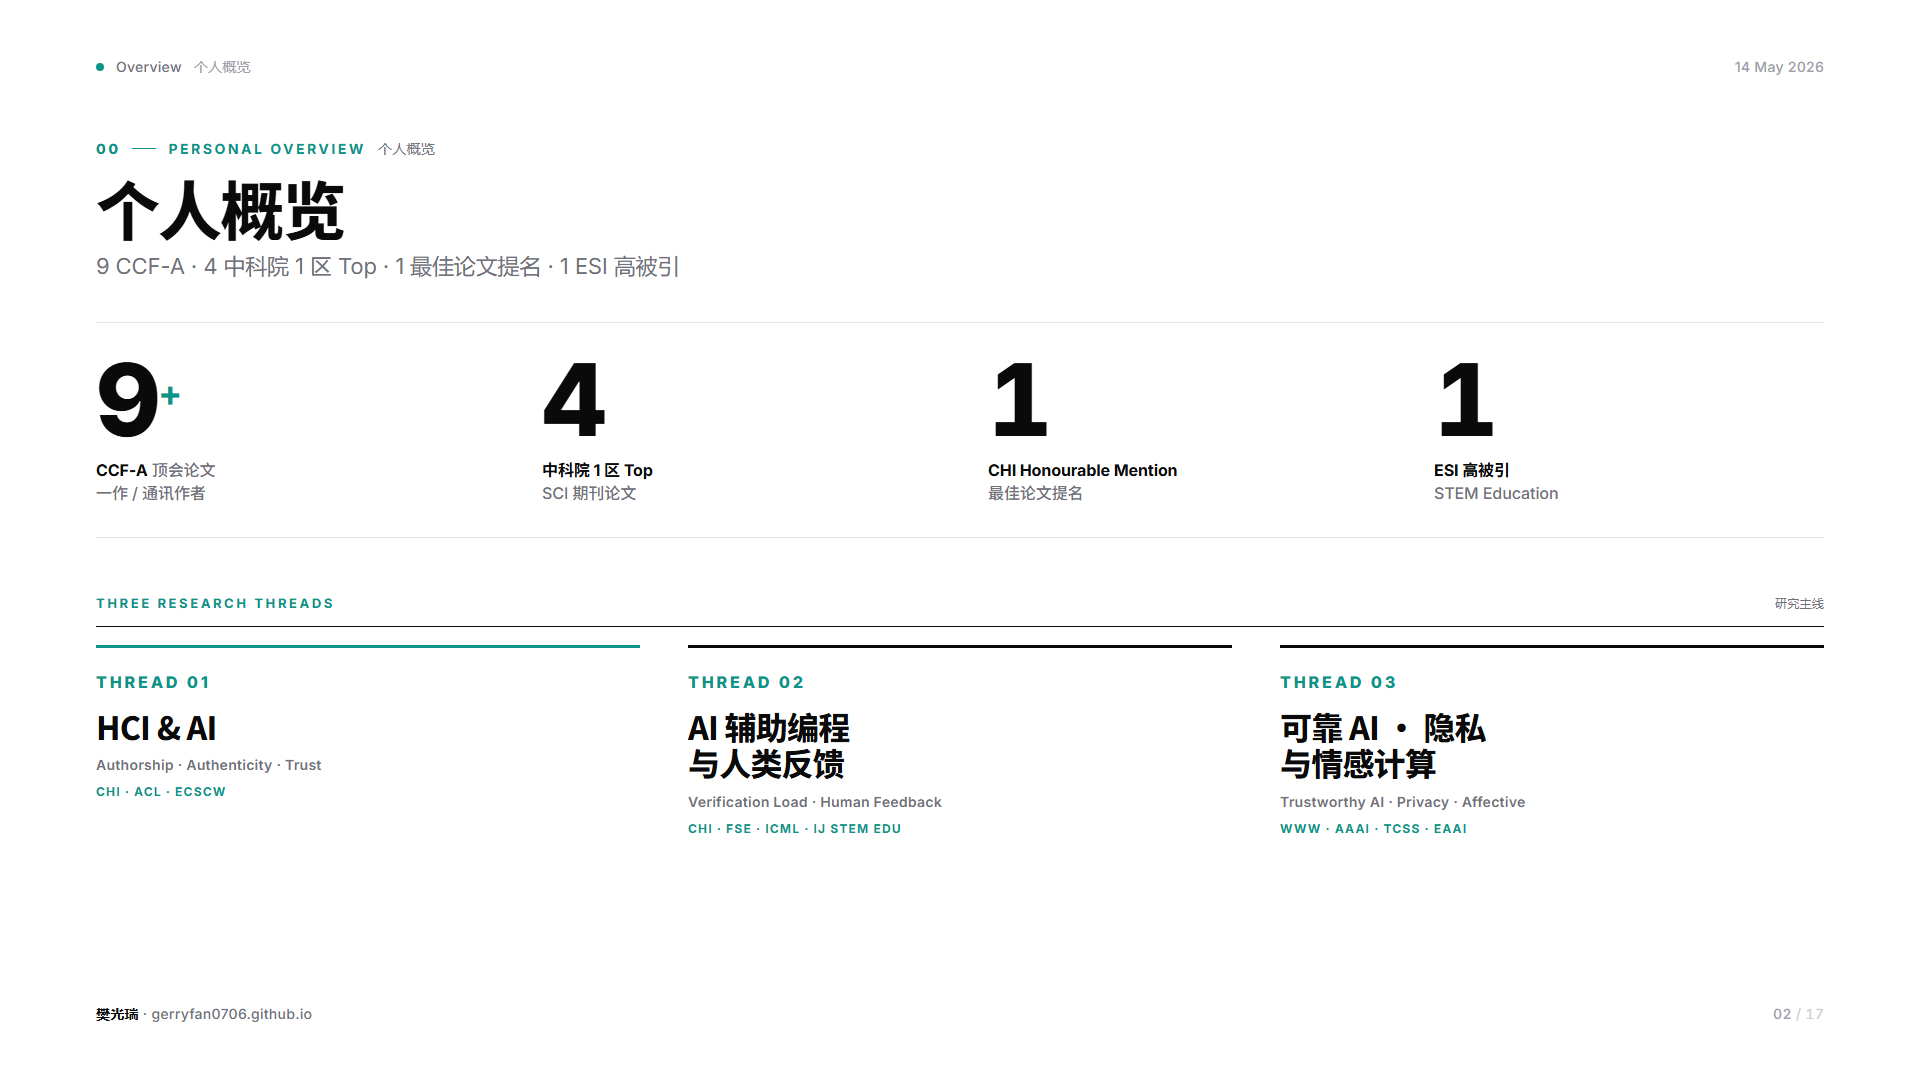 Overview 个人概览
14 May 2026
00 — PERSONAL OVERVIEW 个人概览
个人概览
9 CCF-A · 4 中科院 1 区 Top · 1 最佳论文提名 · 1 ESI 高被引
9+
CCF-A 顶会论文
一作 / 通讯作者
4
中科院 1 区 Top
SCI 期刊论文
1
CHI Honourable Mention
最佳论文提名
1
ESI 高被引
STEM Education
THREE RESEARCH THREADS
研究主线
THREAD 01
HCI & AI
Authorship · Authenticity · Trust
CHI · ACL · ECSCW
THREAD 02
AI 辅助编程
与人类反馈
Verification Load · Human Feedback
CHI · FSE · ICML · IJ STEM EDU
THREAD 03
可靠 AI · 隐私
与情感计算
Trustworthy AI · Privacy · Affective
WWW · AAAI · TCSS · EAAI
樊光瑞 · gerryfan0706.github.io
02 / 17